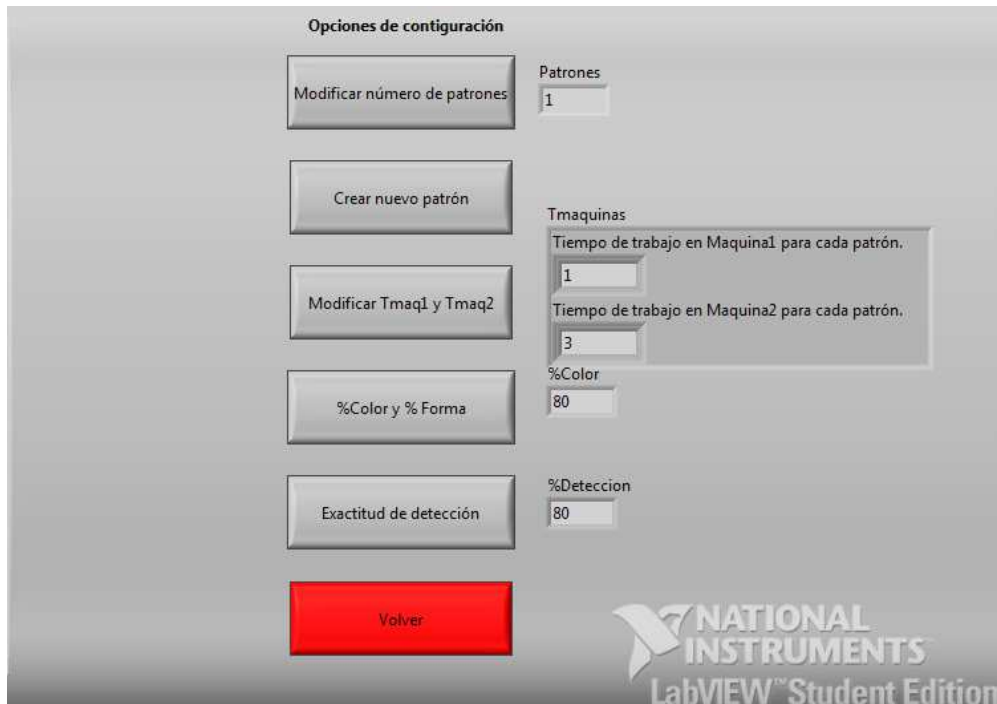 Opciones de contiguración
Modificar número de patrones
Patrones
1
Crear nuevo patrón
Tmaquinas
Tiempo de trabajo en Maquina1 para cada patrón.
1
Modificar Tmaq1 y Tmaq2
Tiempo de trabajo en Maquina2 para cada patrón.
3
%Color y % Forma
%Color
80
Exactitud de detección
%Deteccion
80
Volver
NATIONAL
INSTRUMENTS
LabVIEW™ Student Edition